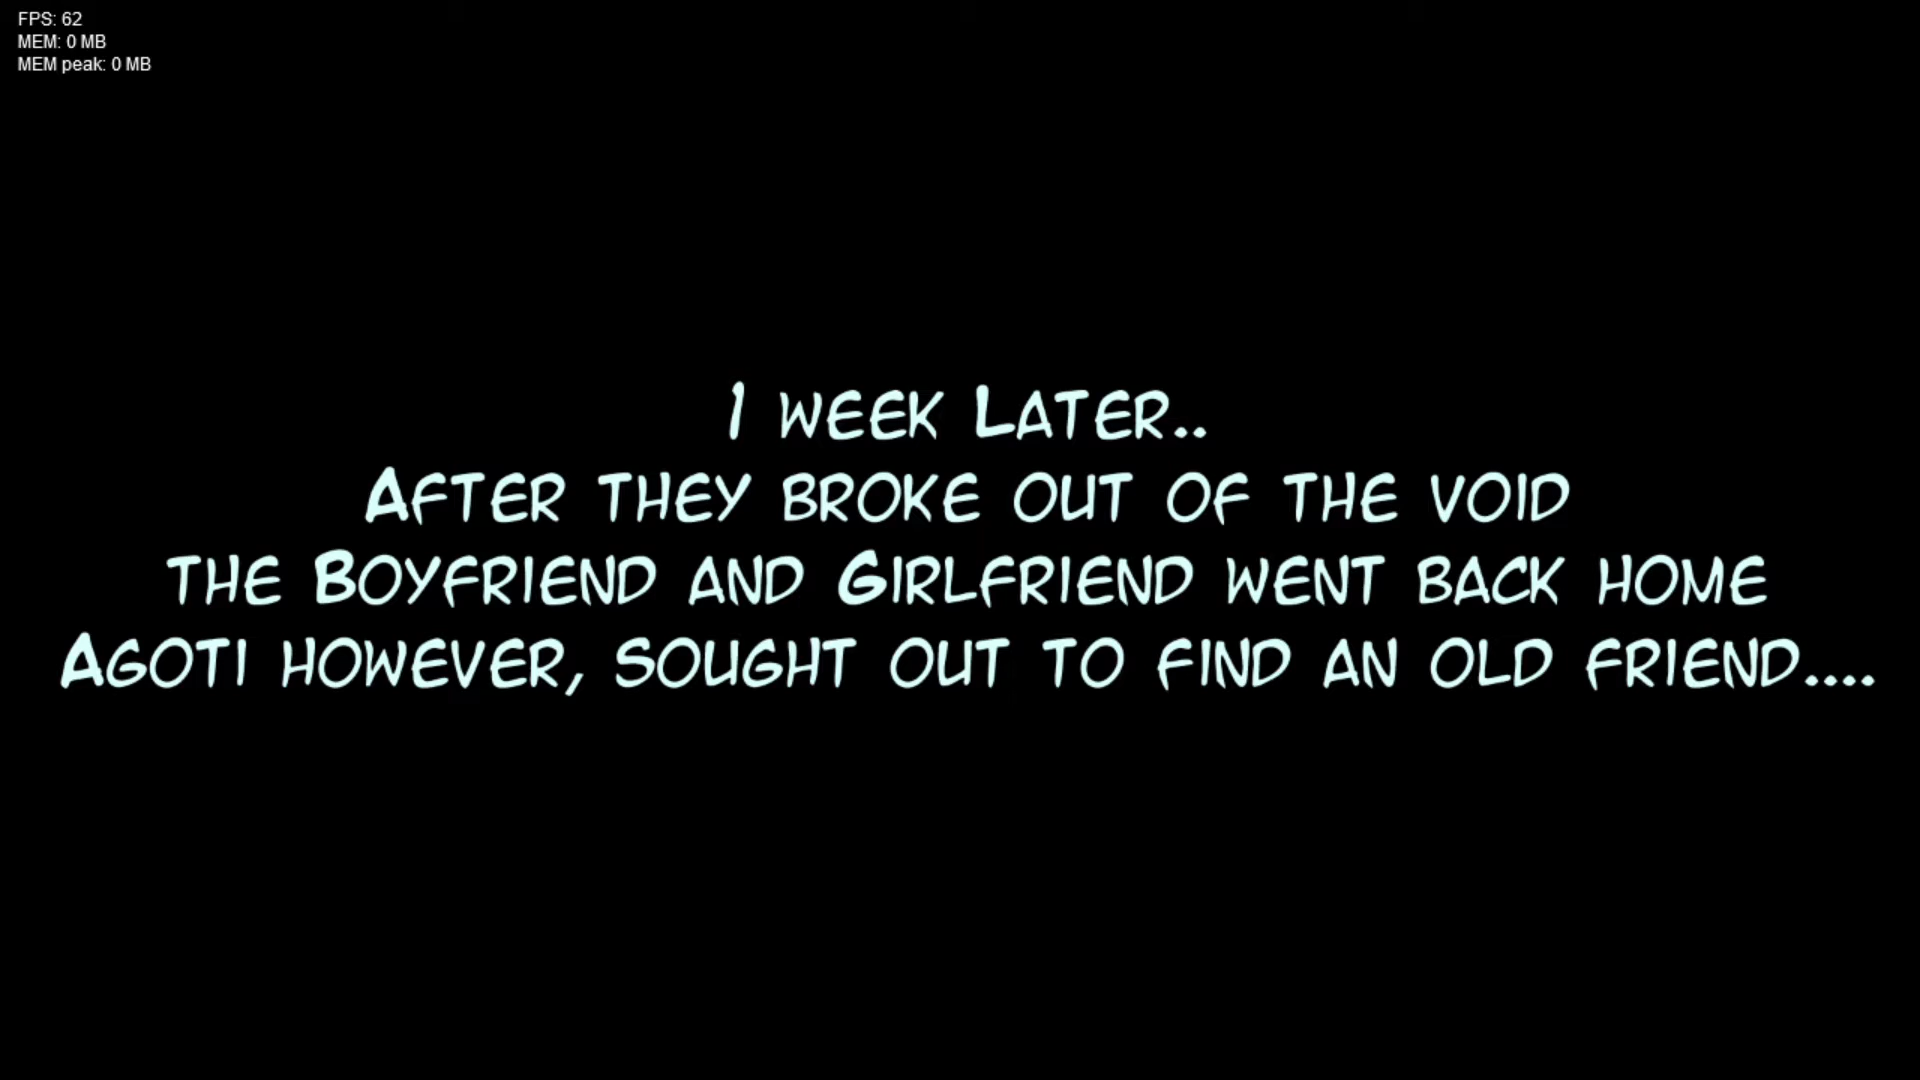 FPS: 62
MEM: 0 MB
MEM peak: 0 MB
1 WEEK LATER..
AFTER THEY BROKE OUT OF THE VOID
THE BOYFRIEND AND GIRLFRIEND WENT BACK HOME
AGOTI HOWEVER, SOUGHT OUT TO FIND AN OLD FRIEND....